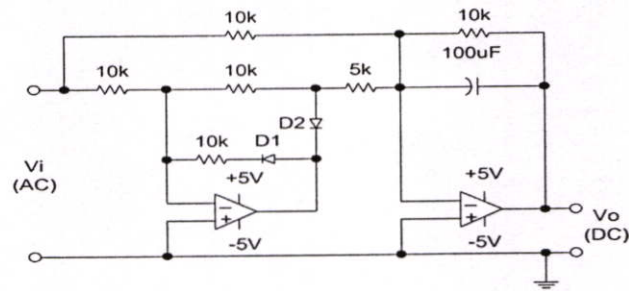 10k
10k
10k
10k
5k
100uF
D2
10k
D1
Vi
(AC)
+5V
-5V
+5V
-5V
Vo
(DC)
−
+
−
+